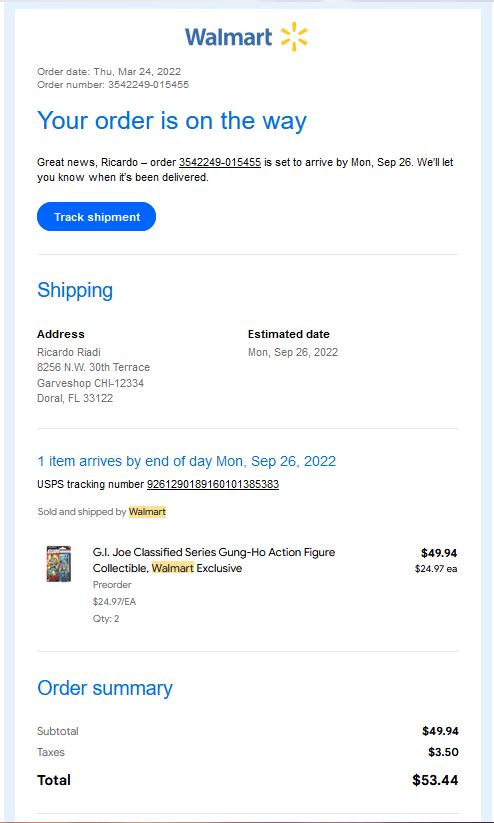 Walmart
Order date: Thu, Mar 24, 2022
Order number: 3542249-015455
Your order is on the way
Great news, Ricardo – order 3542249-015455 is set to arrive by Mon, Sep 26. We'll let
you know when it's been delivered.
Track shipment
Shipping
Address
Estimated date
Ricardo Riadi
Mon, Sep 26, 2022
8256 N.W. 30th Terrace
Garveshop CHI-12334
Doral, FL 33122
1 item arrives by end of day Mon, Sep 26, 2022
USPS tracking number 9261290189160101385383
Sold and shipped by Walmart
G.I. Joe Classified Series Gung-Ho Action Figure
$49.94
Collectible, Walmart Exclusive
$24.97 ea
Preorder
$24.97/EA
Qty: 2
Order summary
Subtotal
$49.94
Taxes
$3.50
Total
$53.44